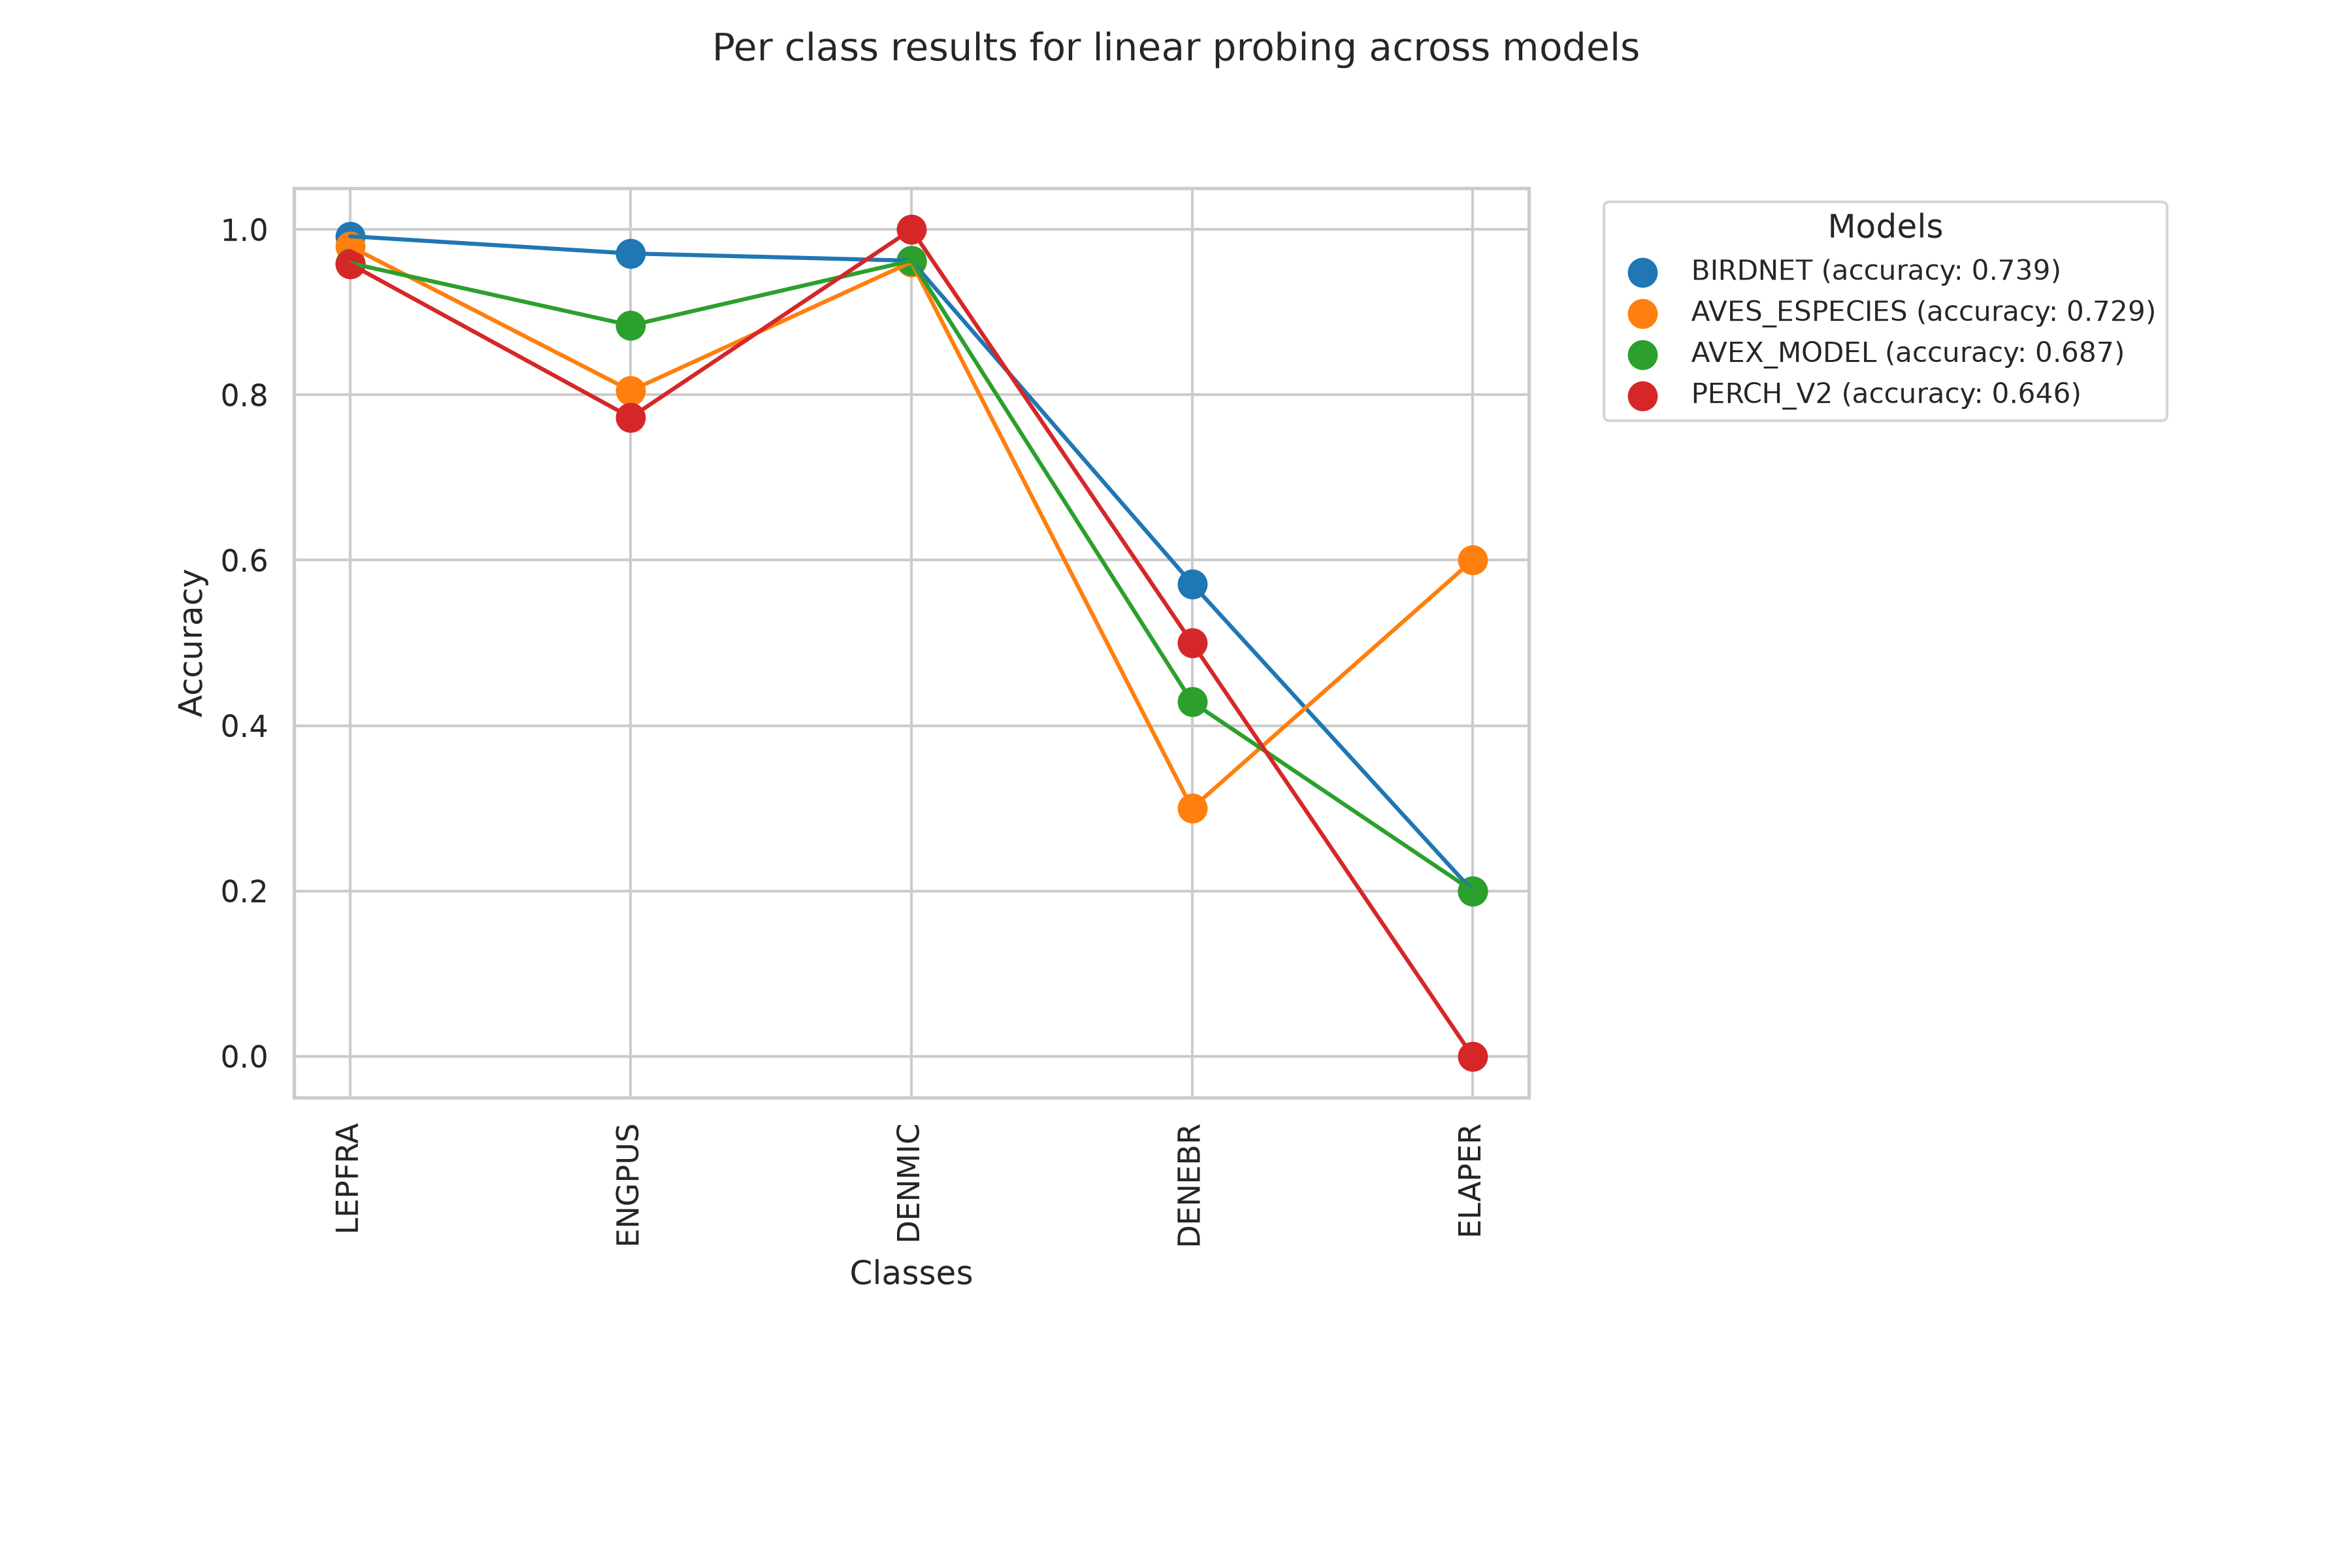 Per class results for linear probing across models
Models
BIRDNET (accuracy: 0.739)
AVES_ESPECIES (accuracy: 0.729)
AVEX_MODEL (accuracy: 0.687)
PERCH_V2 (accuracy: 0.646)
Accuracy
1.0
0.8
0.6
0.4
0.2
0.0
LEPFRA
ENGPUS
DENMIC
DENEBR
ELAPER
Classes